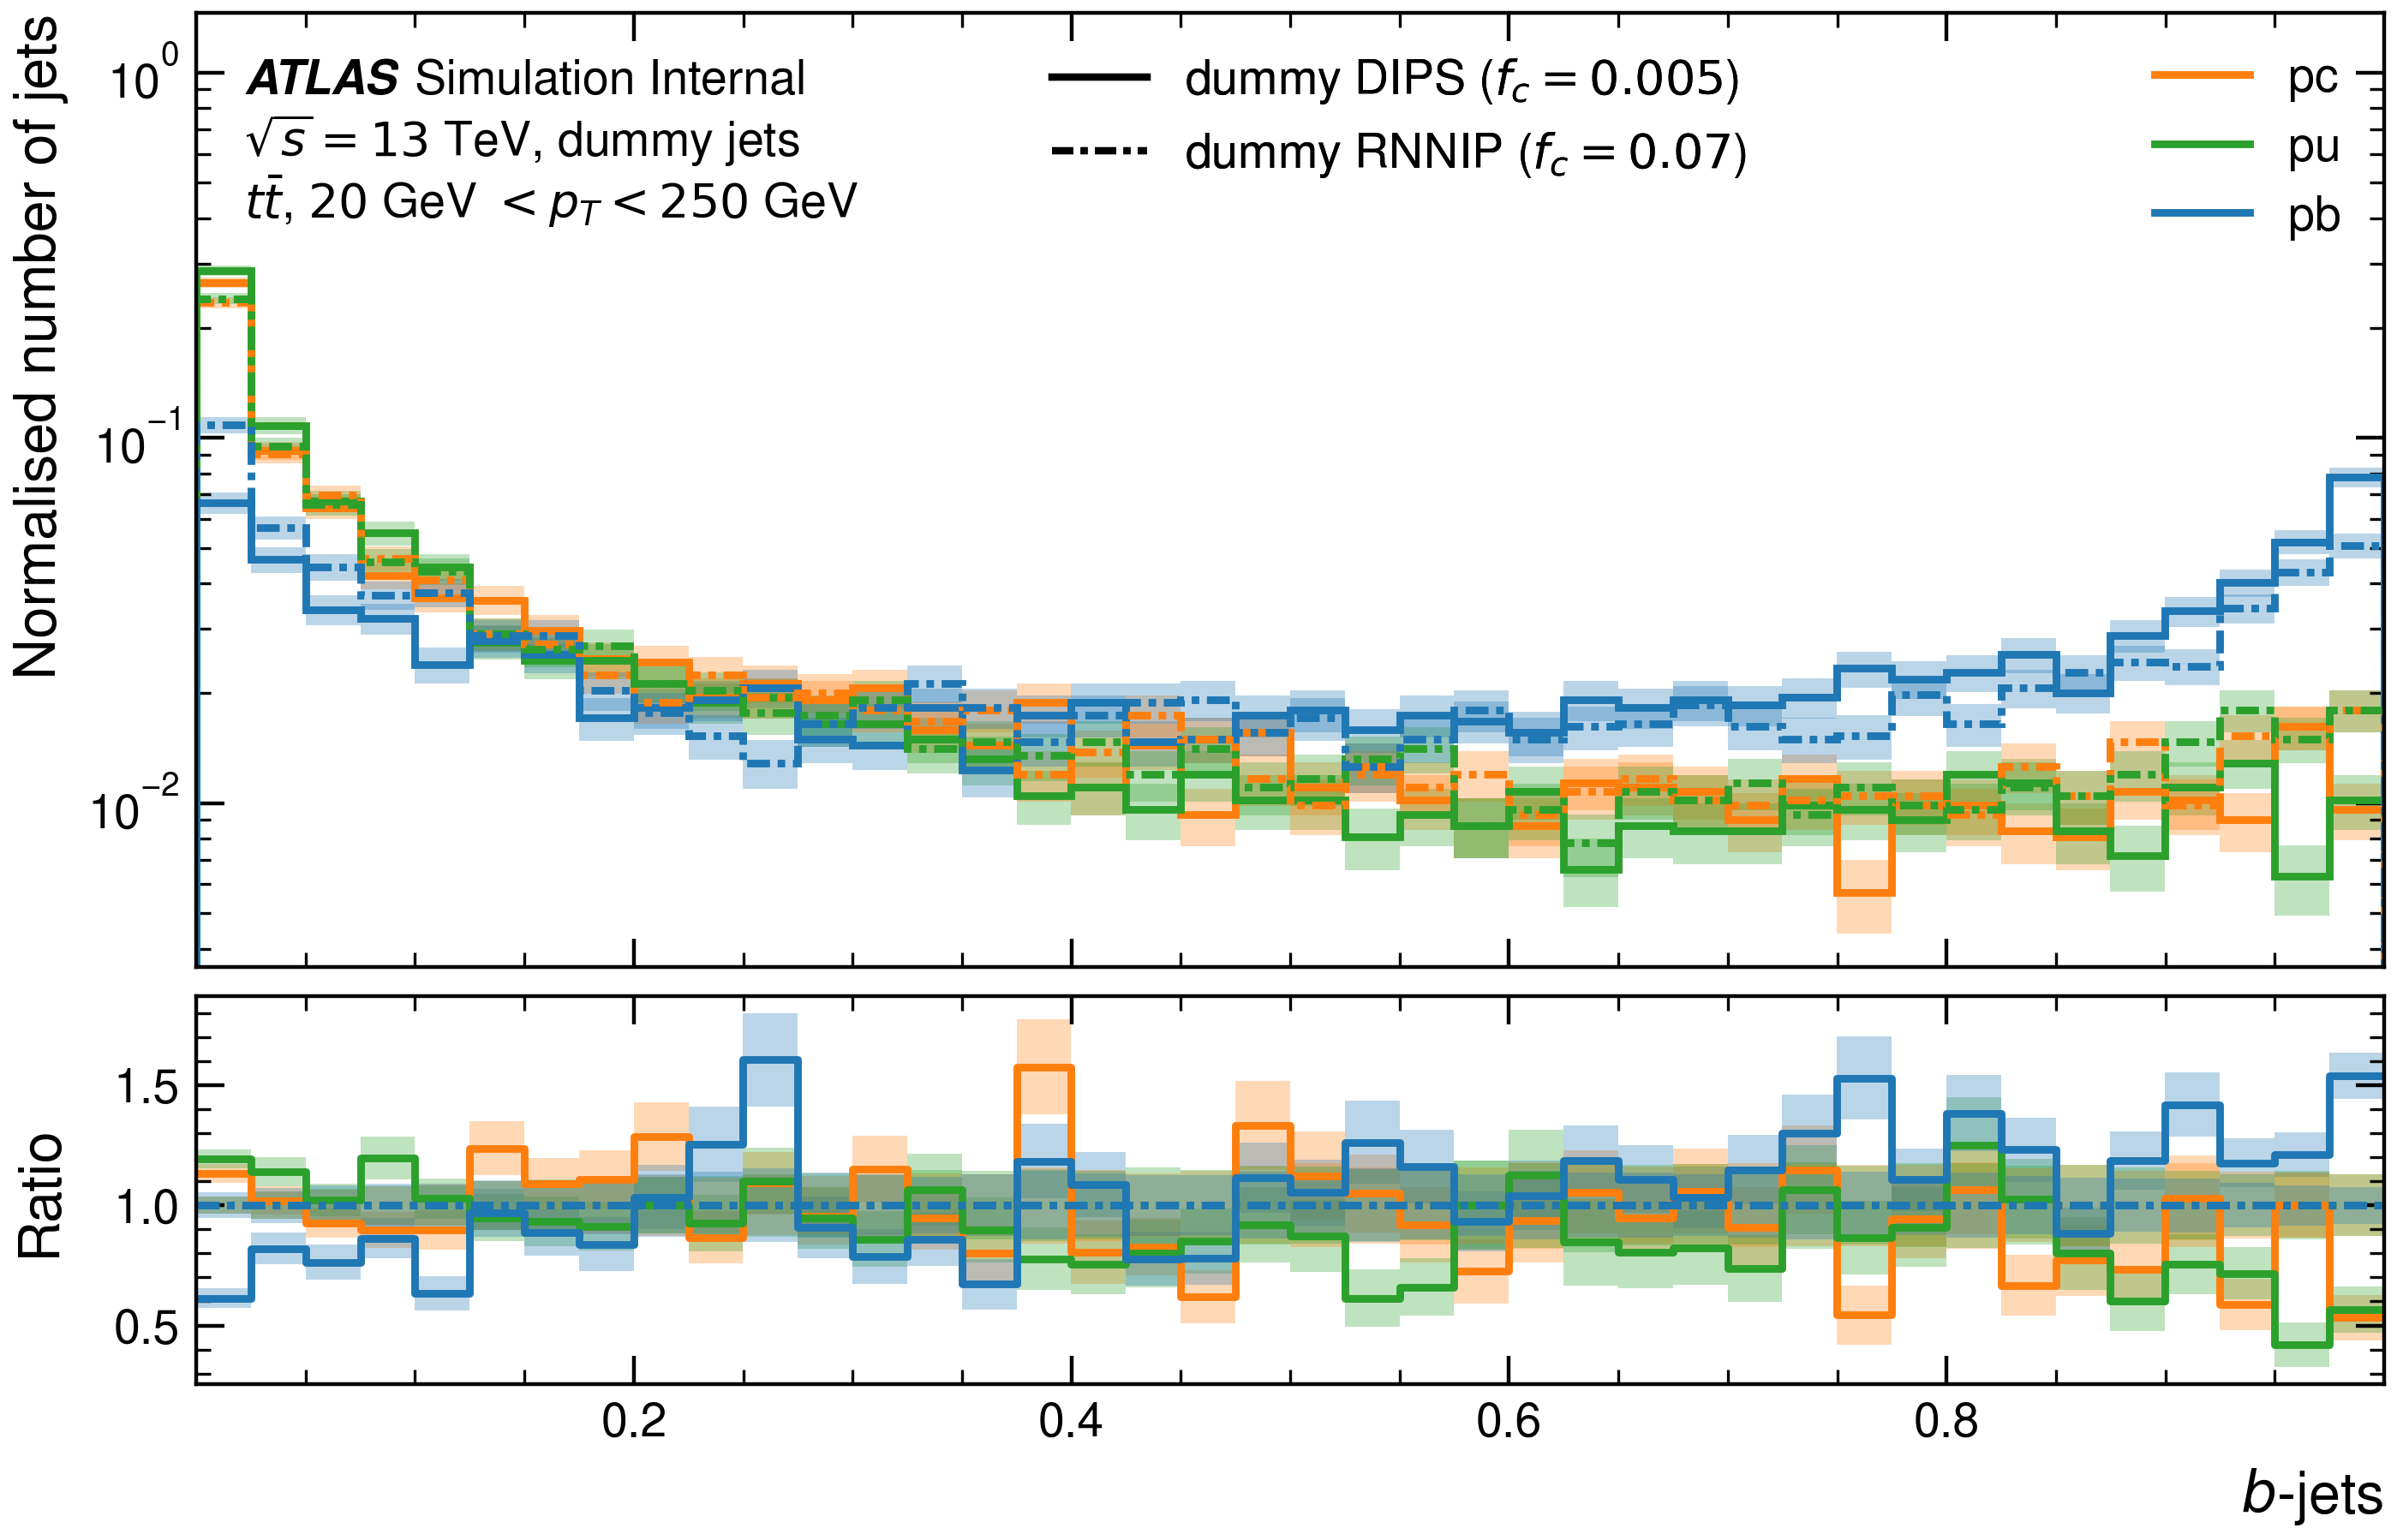 Normalised number of jets
10⁰
10⁻¹
10⁻²
ATLAS Simulation Internal
√s = 13 TeV, dummy jets
tt̄, 20 GeV < p_T < 250 GeV
dummy DIPS (f_c = 0.005)
dummy RNNIP (f_c = 0.07)
pc
pu
pb
Ratio
1.5
1.0
0.5
0.2 0.4 0.6 0.8
b-jets